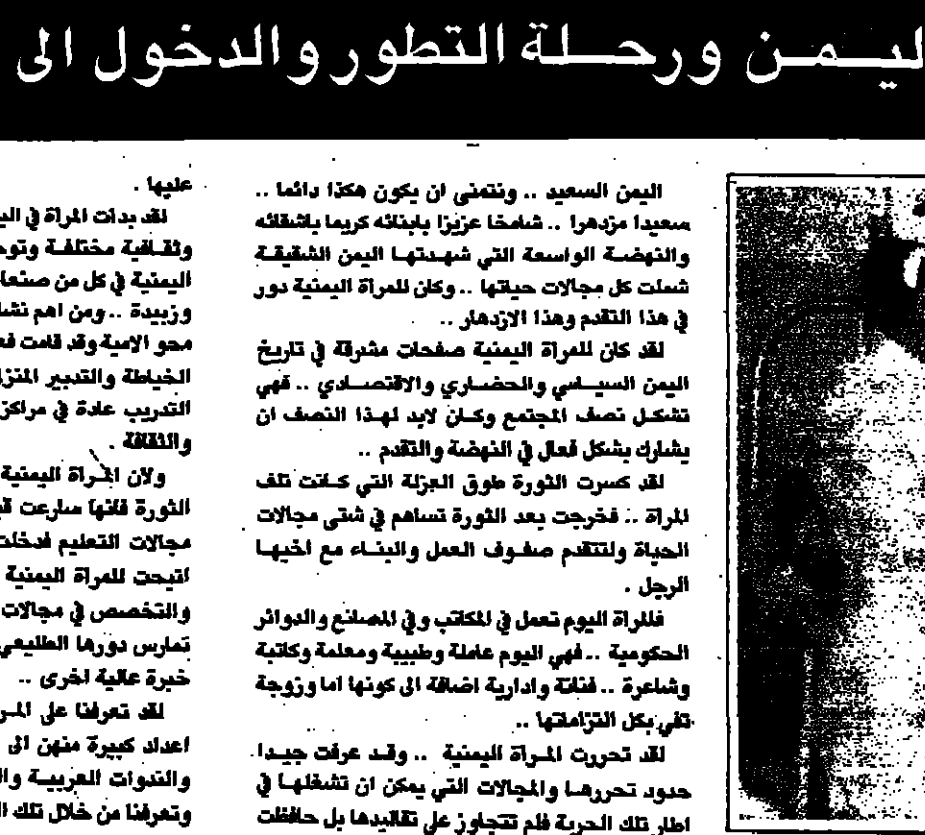 ليمن ورحلة التطور والدخول الى
اليمن السعيد .. ونتمنى ان يكون هكذا دائما ..
سعيدا مزدهرا .. شامخا عزيزا بابنائه كريما باشقائه
والنهضة الواسعة التي شهدتها اليمن الشقيقة
شملت كل مجالات حياتها .. وكان للمراة اليمنية دور
في هذا التقدم وهذا الازدهار ..
لقد كان للمراة اليمنية صفحات مشرقة في تاريخ
اليمن السياسي والحضاري والاقتصادي .. فهي
تشكل نصف المجتمع وكان لابد لهذا النصف ان
يشارك بشكل فعال في النهضة والتقدم ..
لقد كسرت الثورة طوق العزلة التي كانت تلف
المراة .. فخرجت بعد الثورة تساهم في شتى مجالات
الحياة ولتتقدم صفوف العمل والبناء مع اخيها
الرجل .
فالمراة اليوم تعمل في المكاتب وفي المصانع والدوائر
الحكومية .. فهي اليوم عاملة وطبيبة ومعلمة وكاتبة
وشاعرة .. فنانة وادارية اضافة الى كونها اما وزوجة
تفي بكل التزاماتها ..
لقد تحررت المراة اليمنية .. وقد عرفت جيدا
حدود تحررها والمجالات التي يمكن ان تشغلها في
اطار تلك الحرية فلم تتجاوز على تقاليدها بل حافظت
عليها .
لقد بدات المراة في الي
وثقافية مختلفة وتوج
اليمنية في كل من صنعا
وزبيدة .. ومن اهم نشا
محو الامية وقد قامت فع
الخياطة والتدبير المنزل
التدريب عادة في مراكز
والثقافة .
ولان المراة اليمنية
الثورة فانها سارعت قب
مجالات التعليم فدخلت
اتيحت للمراة اليمنية
والتخصص في مجالات
تمارس دورها الطليعي
خبرة عالية اخرى ..
لقد تعرفنا على المر
اعداد كبيرة منهن الى
والندوات العربية وال
وتعرفنا من خلال تلك ال